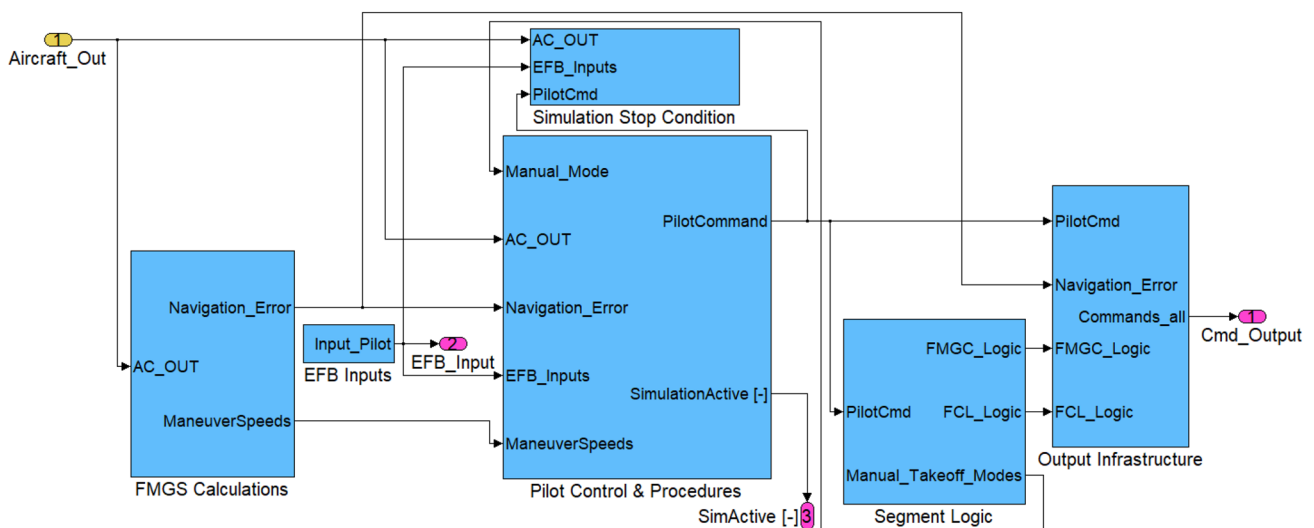 1
Aircraft_Out
AC_OUT
EFB_Inputs
PilotCmd
Simulation Stop Condition
Manual_Mode
PilotCommand
AC_OUT
Navigation_Error
EFB_Inputs
SimulationActive [-]
ManeuverSpeeds
Pilot Control & Procedures
Navigation_Error
AC_OUT
ManeuverSpeeds
FMGS Calculations
Input_Pilot
EFB Inputs
2
EFB_Input
SimActive [-]
3
FMGC_Logic
PilotCmd
FCL_Logic
Manual_Takeoff_Modes
Segment Logic
PilotCmd
Navigation_Error
Commands_all
FMGC_Logic
FCL_Logic
Output Infrastructure
1
Cmd_Output